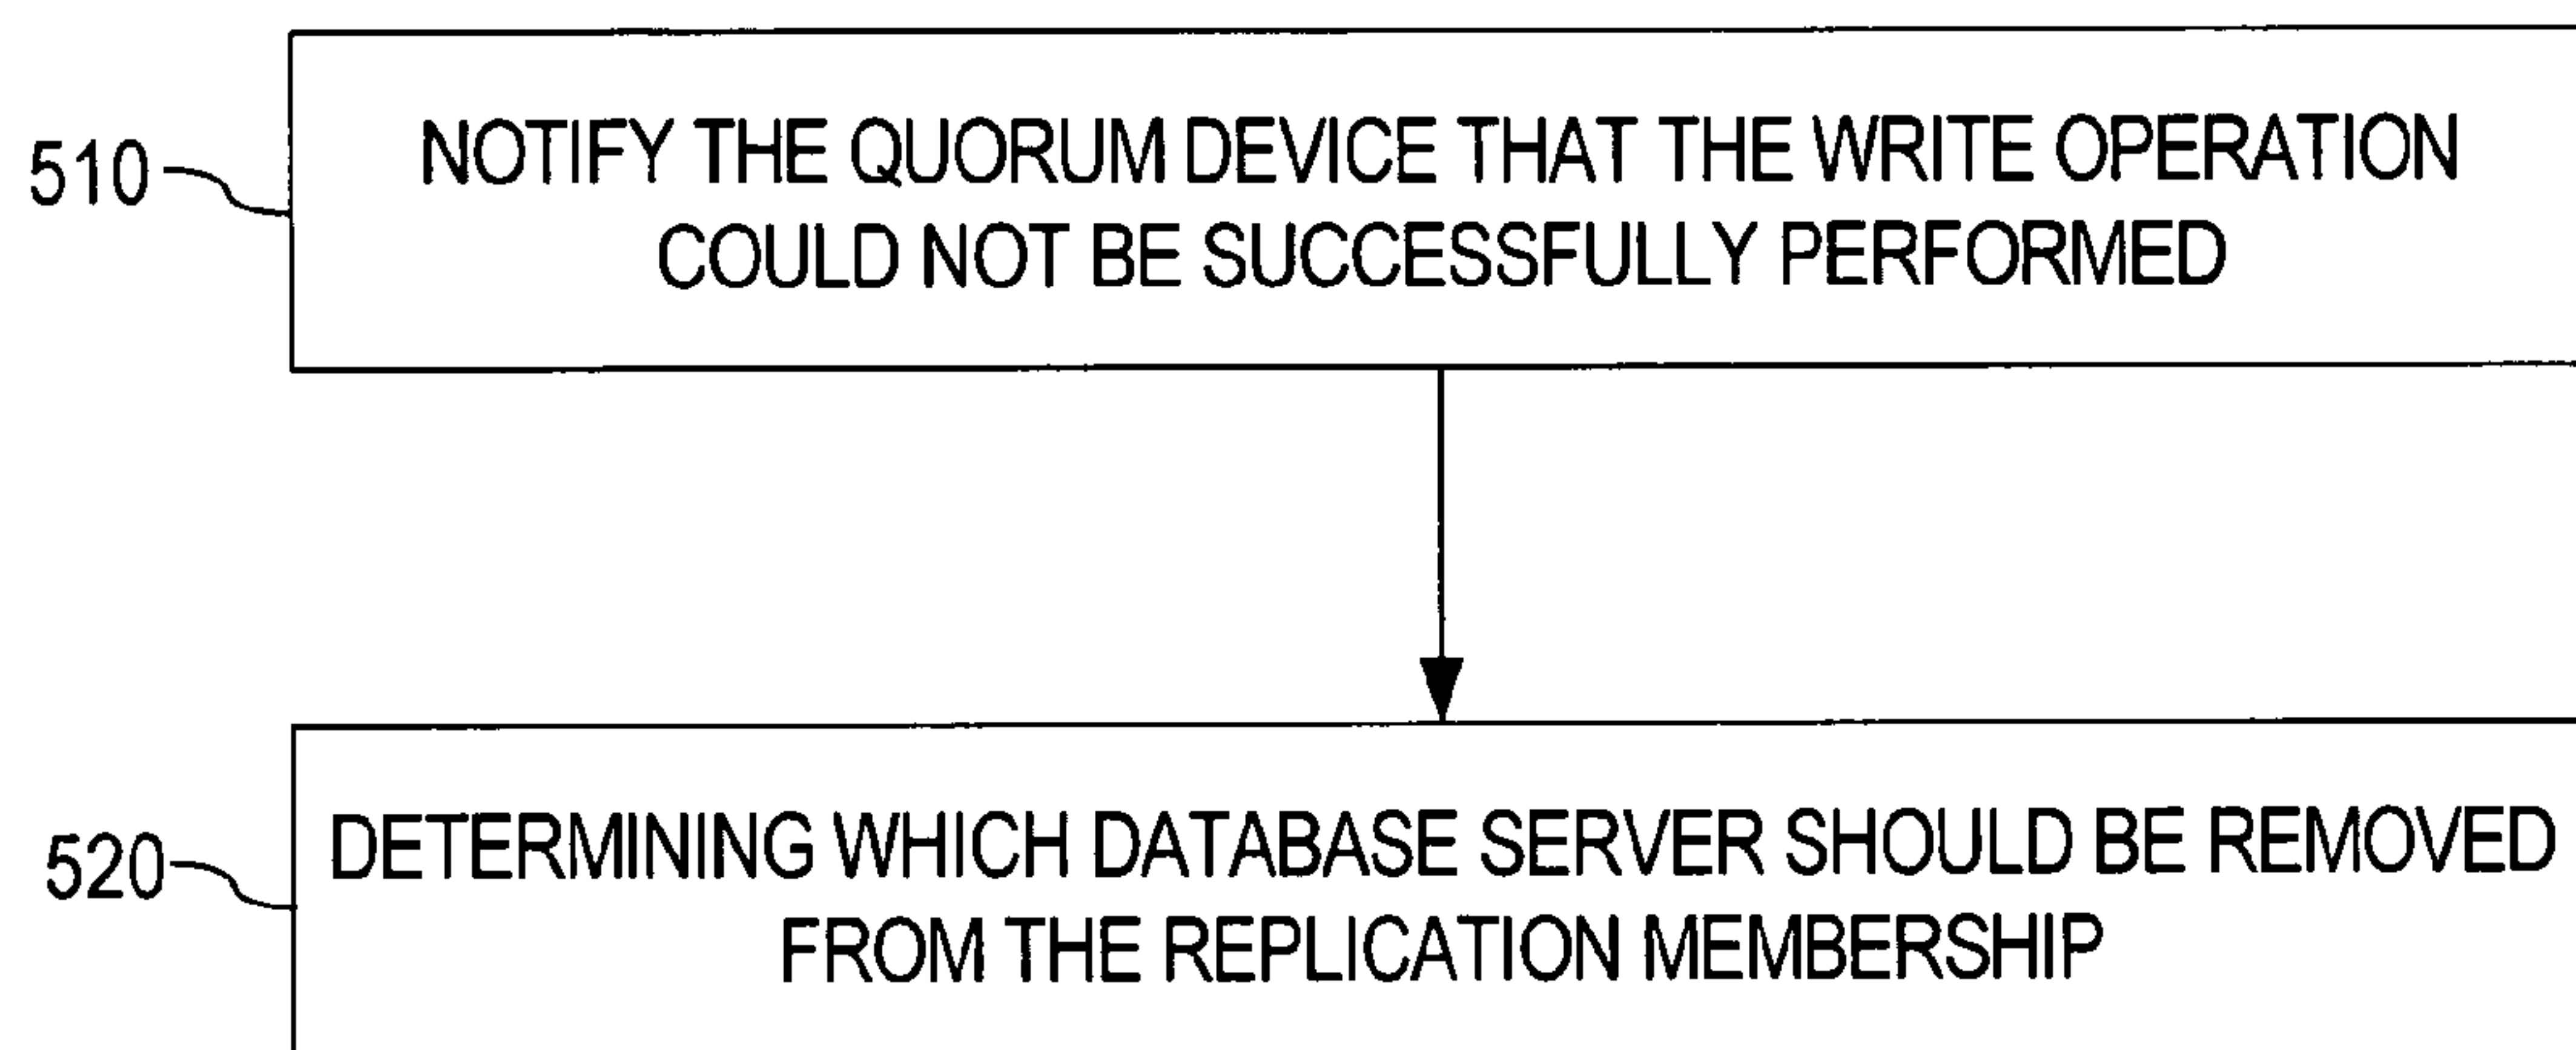 510
NOTIFY THE QUORUM DEVICE THAT THE WRITE OPERATION
COULD NOT BE SUCCESSFULLY PERFORMED
520
DETERMINING WHICH DATABASE SERVER SHOULD BE REMOVED
FROM THE REPLICATION MEMBERSHIP